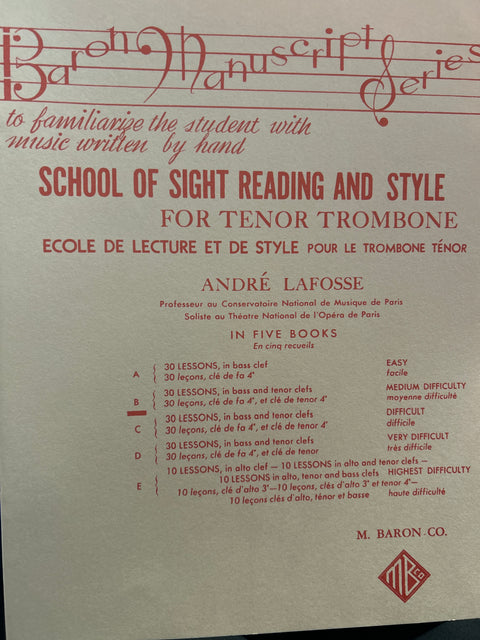 Baron Manuscript Series
to familiarize the student with
music written by hand
SCHOOL OF SIGHT READING AND STYLE
FOR TENOR TROMBONE
ECOLE DE LECTURE ET DE STYLE POUR LE TROMBONE TÉNOR
ANDRÉ LAFOSSE
Professeur au Conservatoire National de Musique de Paris
Soliste au Théatre National de l'Opéra de Paris
IN FIVE BOOKS
En cinq recueils
A 30 LESSONS, in bass clef EASY
30 leçons, clé de fa 4e facile
B 30 LESSONS, in bass and tenor clefs MEDIUM DIFFICULTY
30 leçons, clé de fa 4e, et clé de tenor 4e moyenne difficulté
C 30 LESSONS, in bass and tenor clefs DIFFICULT
30 leçons, clé de fa 4e, et clé de tenor 4e difficile
D 30 LESSONS, in bass and tenor clefs VERY DIFFICULT
30 leçons, clé de fa 4e, et clé de tenor très difficile
E 10 LESSONS, in alto clef — 10 LESSONS in alto and tenor clefs —
10 LESSONS in alto, tenor and bass clefs HIGHEST DIFFICULTY
10 leçons, clé d'alto 3e—10 leçons, clés d'alto 3e et tenor 4e—
10 leçons clés d'alto, ténor et basse haute difficulté
M. BARON CO.
MB CO